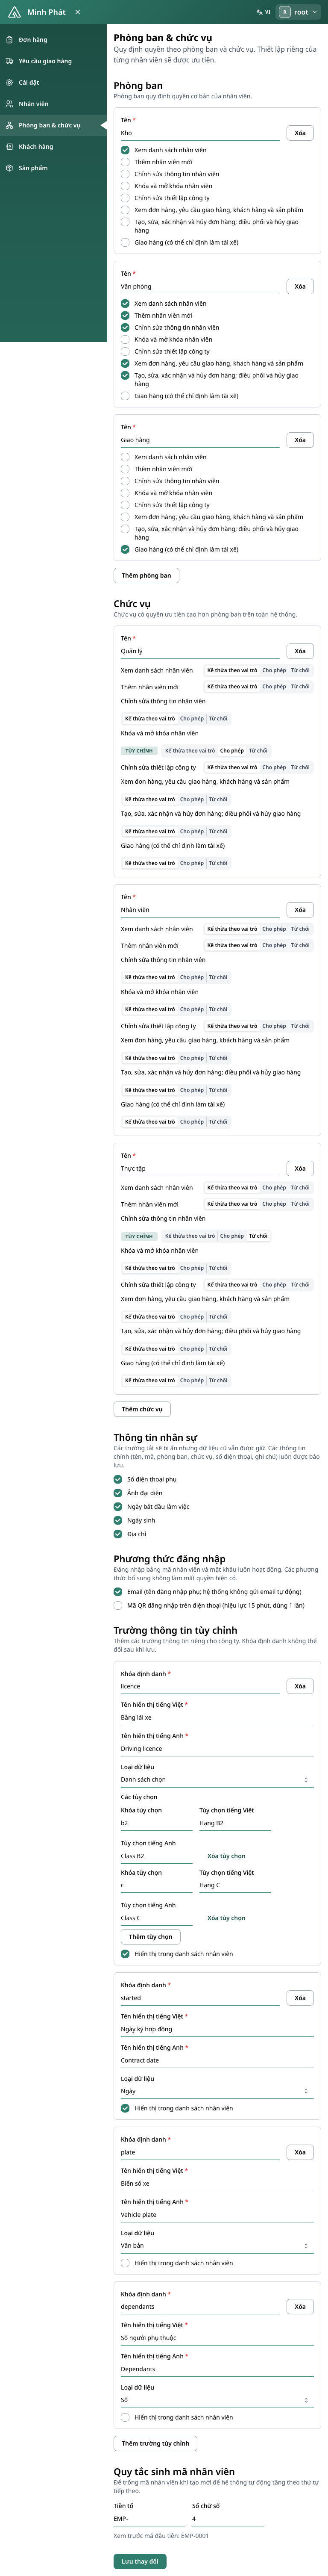 Minh Phát
VI
root
Đơn hàng
Yêu cầu giao hàng
Cài đặt
Nhân viên
Phòng ban & chức vụ
Khách hàng
Sản phẩm
Phòng ban & chức vụ
Quy định quyền theo phòng ban và chức vụ. Thiết lập riêng của
từng nhân viên sẽ được ưu tiên.
Phòng ban
Phòng ban quy định quyền cơ bản của nhân viên.
Tên *
Kho
Xóa
Xem danh sách nhân viên
Thêm nhân viên mới
Chỉnh sửa thông tin nhân viên
Khóa và mở khóa nhân viên
Chỉnh sửa thiết lập công ty
Xem đơn hàng, yêu cầu giao hàng, khách hàng và sản phẩm
Tạo, sửa, xác nhận và hủy đơn hàng; điều phối và hủy giao
hàng
Giao hàng (có thể chỉ định làm tài xế)
Tên *
Văn phòng
Xóa
Xem danh sách nhân viên
Thêm nhân viên mới
Chỉnh sửa thông tin nhân viên
Khóa và mở khóa nhân viên
Chỉnh sửa thiết lập công ty
Xem đơn hàng, yêu cầu giao hàng, khách hàng và sản phẩm
Tạo, sửa, xác nhận và hủy đơn hàng; điều phối và hủy giao
hàng
Giao hàng (có thể chỉ định làm tài xế)
Tên *
Giao hàng
Xóa
Xem danh sách nhân viên
Thêm nhân viên mới
Chỉnh sửa thông tin nhân viên
Khóa và mở khóa nhân viên
Chỉnh sửa thiết lập công ty
Xem đơn hàng, yêu cầu giao hàng, khách hàng và sản phẩm
Tạo, sửa, xác nhận và hủy đơn hàng; điều phối và hủy giao
hàng
Giao hàng (có thể chỉ định làm tài xế)
Thêm phòng ban
Chức vụ
Chức vụ có quyền ưu tiên cao hơn phòng ban trên toàn hệ thống.
Tên *
Quản lý
Xóa
Xem danh sách nhân viên Kế thừa theo vai trò Cho phép Từ chối
Thêm nhân viên mới Kế thừa theo vai trò Cho phép Từ chối
Chỉnh sửa thông tin nhân viên
Kế thừa theo vai trò Cho phép Từ chối
Khóa và mở khóa nhân viên
TÙY CHỈNH Kế thừa theo vai trò Cho phép Từ chối
Chỉnh sửa thiết lập công ty Kế thừa theo vai trò Cho phép Từ chối
Xem đơn hàng, yêu cầu giao hàng, khách hàng và sản phẩm
Kế thừa theo vai trò Cho phép Từ chối
Tạo, sửa, xác nhận và hủy đơn hàng; điều phối và hủy giao hàng
Kế thừa theo vai trò Cho phép Từ chối
Giao hàng (có thể chỉ định làm tài xế)
Kế thừa theo vai trò Cho phép Từ chối
Tên *
Nhân viên
Xóa
Xem danh sách nhân viên Kế thừa theo vai trò Cho phép Từ chối
Thêm nhân viên mới Kế thừa theo vai trò Cho phép Từ chối
Chỉnh sửa thông tin nhân viên
Kế thừa theo vai trò Cho phép Từ chối
Khóa và mở khóa nhân viên
Kế thừa theo vai trò Cho phép Từ chối
Chỉnh sửa thiết lập công ty Kế thừa theo vai trò Cho phép Từ chối
Xem đơn hàng, yêu cầu giao hàng, khách hàng và sản phẩm
Kế thừa theo vai trò Cho phép Từ chối
Tạo, sửa, xác nhận và hủy đơn hàng; điều phối và hủy giao hàng
Kế thừa theo vai trò Cho phép Từ chối
Giao hàng (có thể chỉ định làm tài xế)
Kế thừa theo vai trò Cho phép Từ chối
Tên *
Thực tập
Xóa
Xem danh sách nhân viên Kế thừa theo vai trò Cho phép Từ chối
Thêm nhân viên mới Kế thừa theo vai trò Cho phép Từ chối
Chỉnh sửa thông tin nhân viên
TÙY CHỈNH Kế thừa theo vai trò Cho phép Từ chối
Khóa và mở khóa nhân viên
Kế thừa theo vai trò Cho phép Từ chối
Chỉnh sửa thiết lập công ty Kế thừa theo vai trò Cho phép Từ chối
Xem đơn hàng, yêu cầu giao hàng, khách hàng và sản phẩm
Kế thừa theo vai trò Cho phép Từ chối
Tạo, sửa, xác nhận và hủy đơn hàng; điều phối và hủy giao hàng
Kế thừa theo vai trò Cho phép Từ chối
Giao hàng (có thể chỉ định làm tài xế)
Kế thừa theo vai trò Cho phép Từ chối
Thêm chức vụ
Thông tin nhân sự
Các trường tắt sẽ bị ẩn nhưng dữ liệu cũ vẫn được giữ. Các thông tin
chính (tên, mã, phòng ban, chức vụ, số điện thoại, ghi chú) luôn được báo
lưu.
Số điện thoại phụ
Ảnh đại diện
Ngày bắt đầu làm việc
Ngày sinh
Địa chỉ
Phương thức đăng nhập
Đăng nhập bằng mã nhân viên và mật khẩu luôn hoạt động. Các phương
thức bổ sung không làm mất quyền hiện có.
Email (tên đăng nhập phụ; hệ thống không gửi email tự động)
Mã QR đăng nhập trên điện thoại (hiệu lực 15 phút, dùng 1 lần)
Trường thông tin tùy chỉnh
Thêm các trường thông tin riêng cho công ty. Khóa định danh không thể
đổi sau khi lưu.
Khóa định danh *
licence
Xóa
Tên hiển thị tiếng Việt *
Bằng lái xe
Tên hiển thị tiếng Anh *
Driving licence
Loại dữ liệu
Danh sách chọn
Các tùy chọn
Khóa tùy chọn Tùy chọn tiếng Việt
b2 Hạng B2
Tùy chọn tiếng Anh
Class B2 Xóa tùy chọn
Khóa tùy chọn Tùy chọn tiếng Việt
c Hạng C
Tùy chọn tiếng Anh
Class C Xóa tùy chọn
Thêm tùy chọn
Hiển thị trong danh sách nhân viên
Khóa định danh *
started
Xóa
Tên hiển thị tiếng Việt *
Ngày ký hợp đồng
Tên hiển thị tiếng Anh *
Contract date
Loại dữ liệu
Ngày
Hiển thị trong danh sách nhân viên
Khóa định danh *
plate
Xóa
Tên hiển thị tiếng Việt *
Biển số xe
Tên hiển thị tiếng Anh *
Vehicle plate
Loại dữ liệu
Văn bản
Hiển thị trong danh sách nhân viên
Khóa định danh *
dependants
Xóa
Tên hiển thị tiếng Việt *
Số người phụ thuộc
Tên hiển thị tiếng Anh *
Dependants
Loại dữ liệu
Số
Hiển thị trong danh sách nhân viên
Thêm trường tùy chỉnh
Quy tắc sinh mã nhân viên
Để trống mã nhân viên khi tạo mới để hệ thống tự động tăng theo thứ tự
tiếp theo.
Tiền tố Số chữ số
EMP- 4
Xem trước mã đầu tiên: EMP-0001
Lưu thay đổi